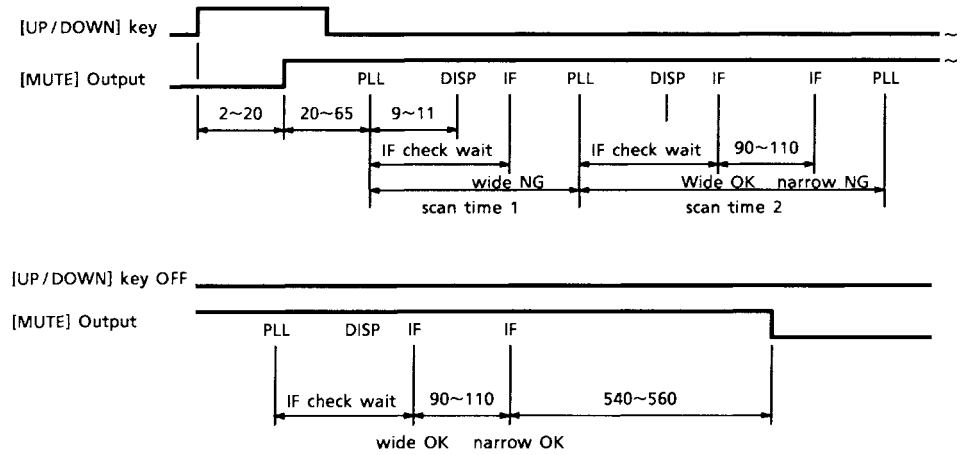 [UP/DOWN] key
~
[MUTE] Output
~
PLL DISP IF PLL DISP IF IF PLL
2~20 20~65 9~11 90~110
IF check wait IF check wait
wide NG Wide OK narrow NG
scan time 1 scan time 2
[UP/DOWN] key OFF
[MUTE] Output
PLL DISP IF IF
IF check wait 90~110 540~560
wide OK narrow OK